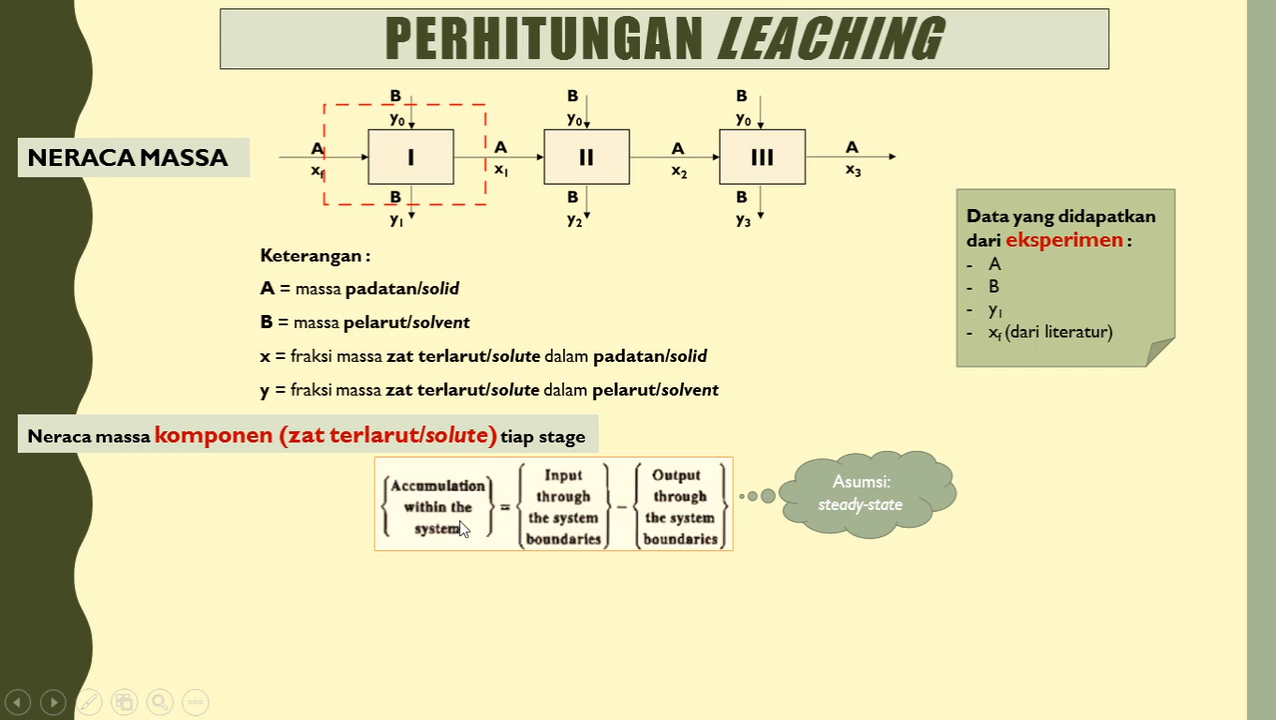 PERHITUNGAN LEACHING
NERACA MASSA
B B B
y₀ y₀ y₀
A I A II A III A
x_f x₁ x₂ x₃
B B B
y₁ y₂ y₃
Keterangan :
A = massa padatan/solid
B = massa pelarut/solvent
x = fraksi massa zat terlarut/solute dalam padatan/solid
y = fraksi massa zat terlarut/solute dalam pelarut/solvent
Data yang didapatkan
dari eksperimen :
- A
- B
- y₁
- x_f (dari literatur)
Neraca massa komponen (zat terlarut/solute) tiap stage
Accumulation
within the
system
=
Input
through
the system
boundaries
−
Output
through
the system
boundaries
Asumsi:
steady-state